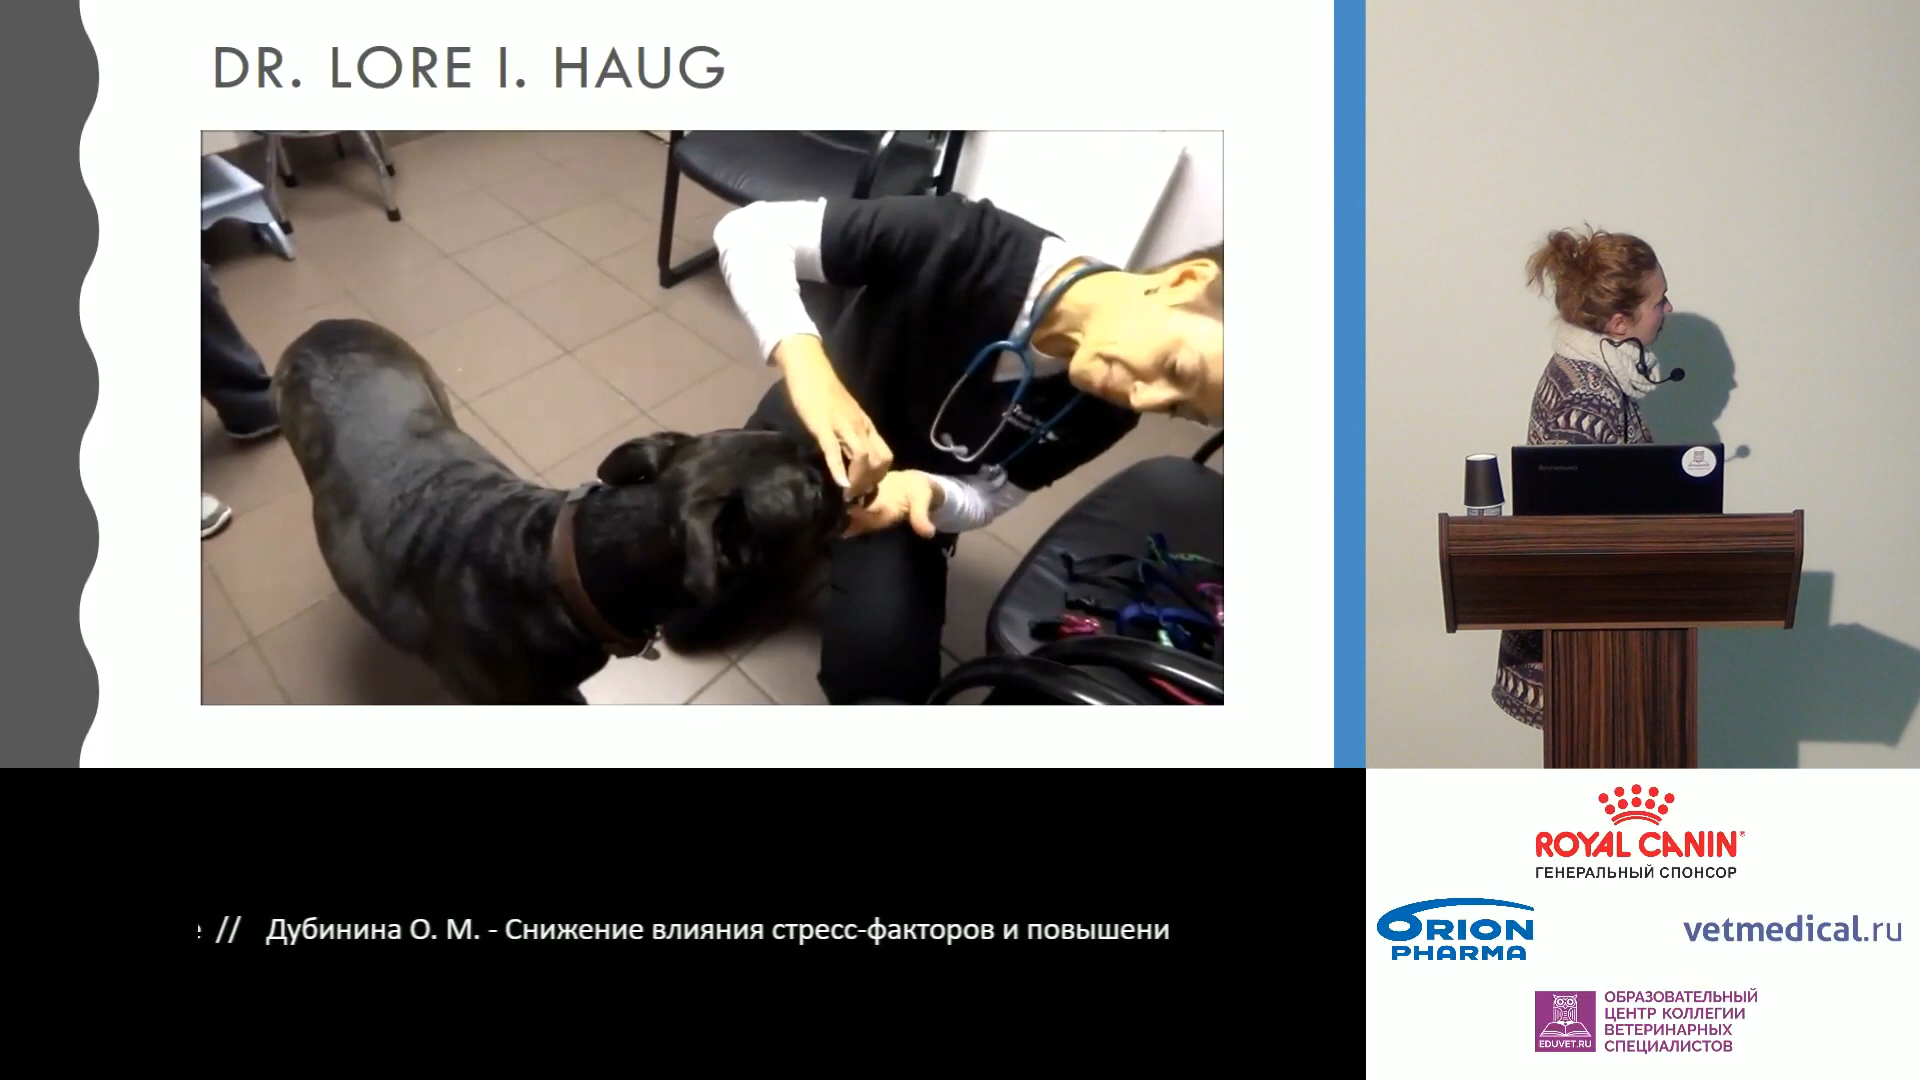 DR. LORE I. HAUG
// Дубинина О. М. - Снижение влияния стресс-факторов и повышени
ROYAL CANIN
ГЕНЕРАЛЬНЫЙ СПОНСОР
ORION
PHARMA
vetmedical.ru
EDUVET.RU
ОБРАЗОВАТЕЛЬНЫЙ
ЦЕНТР КОЛЛЕГИИ
ВЕТЕРИНАРНЫХ
СПЕЦИАЛИСТОВ